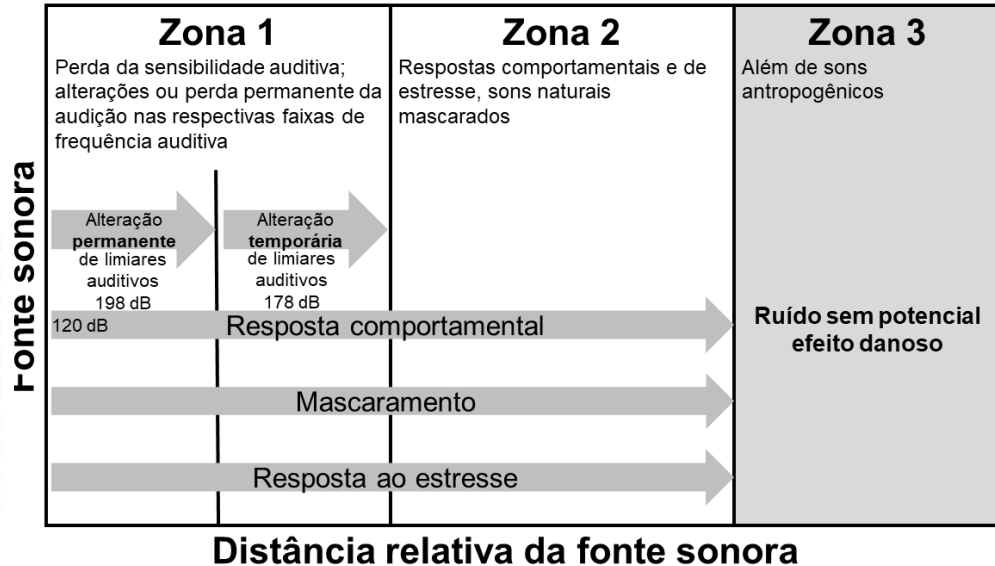 Zona 1
Perda da sensibilidade auditiva;
alterações ou perda permanente da
audição nas respectivas faixas de
frequência auditiva
Zona 2
Respostas comportamentais e de
estresse, sons naturais
mascarados
Zona 3
Além de sons
antropogênicos
Fonte sonora
Alteração
permanente
de limiares
auditivos
198 dB
Alteração
temporária
de limiares
auditivos
178 dB
120 dB
Resposta comportamental
Mascaramento
Resposta ao estresse
Ruído sem potencial
efeito danoso
Distância relativa da fonte sonora